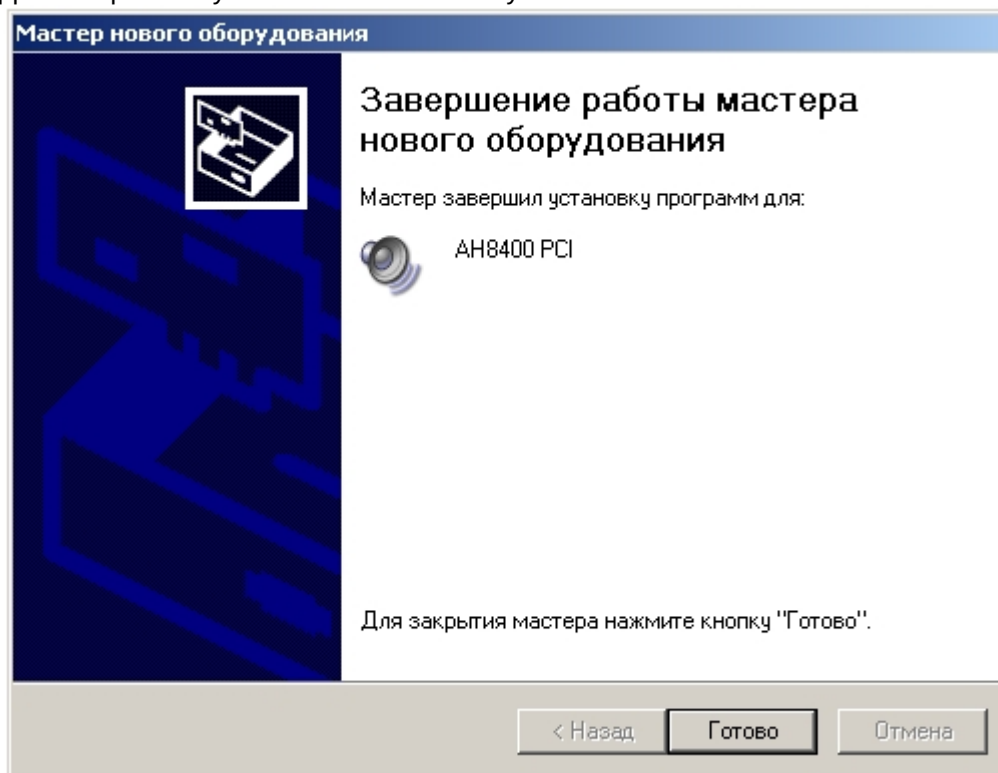 Мастер нового оборудования
Завершение работы мастера
нового оборудования
Мастер завершил установку программ для:
AH8400 PCI
Для закрытия мастера нажмите кнопку "Готово".
< Назад
Готово
Отмена